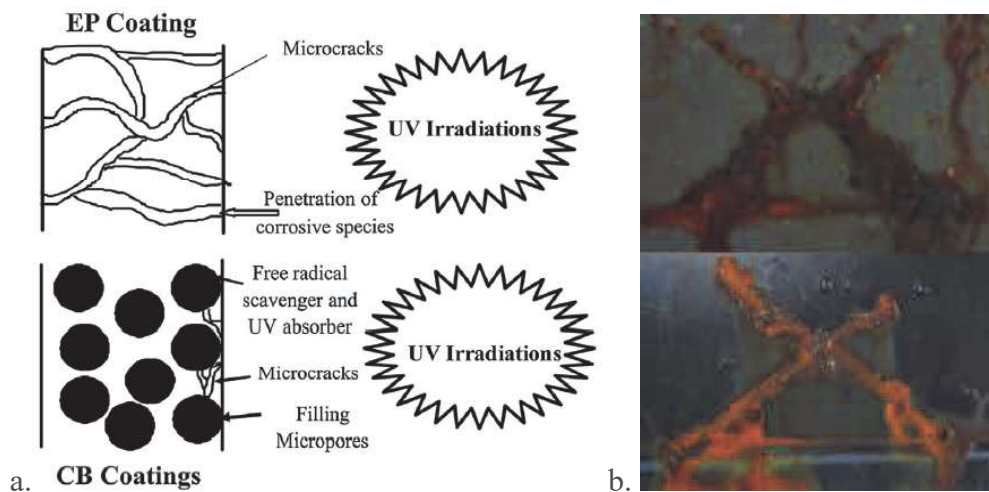 EP Coating
Microcracks
UV Irradiations
Penetration of
corrosive species
Free radical
scavenger and
UV absorber
UV Irradiations
Microcracks
Filling
Micropores
CB Coatings
a.
b.